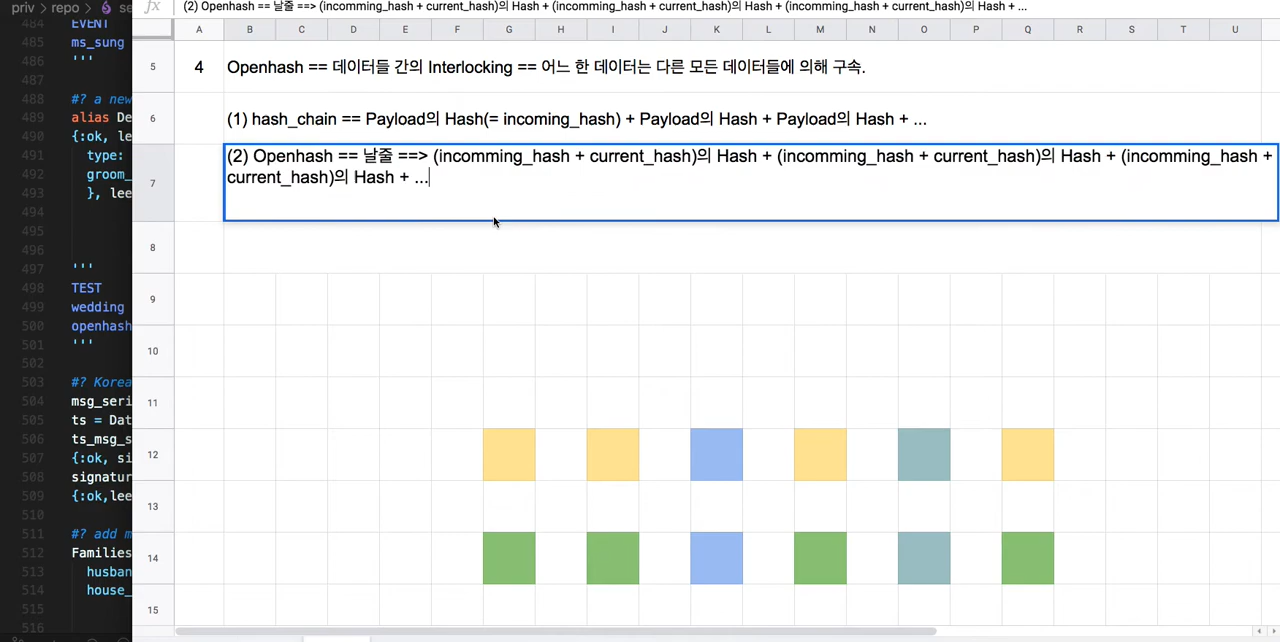 priv > repo > se
fx (2) Openhash == 날줄 ==> (incomming_hash + current_hash)의 Hash + (incomming_hash + current_hash)의 Hash + (incomming_hash + current_hash)의 Hash + ...
A B C D E F G H I J K L M N O P Q R S T U
484 EVENT
485 ms_sung
486 '''
487
488 #? a new
489 alias De
490 {:ok, le
491 type:
492 groom_
493 }, lee
494
495
496
497 '''
498 TEST
499 wedding
500 openhash
501 '''
502
503 #? Korea
504 msg_seri
505 ts = Dat
506 ts_msg_s
507 {:ok, si
508 signatur
509 {:ok,lee
510
511 #? add m
512 Families
513 husban
514 house_
515
516
5 4 Openhash == 데이터들 간의 Interlocking == 어느 한 데이터는 다른 모든 데이터들에 의해 구속.
6 (1) hash_chain == Payload의 Hash(= incoming_hash) + Payload의 Hash + Payload의 Hash + ...
7 (2) Openhash == 날줄 ==> (incomming_hash + current_hash)의 Hash + (incomming_hash + current_hash)의 Hash + (incomming_hash +
current_hash)의 Hash + ...
8
9
10
11
12
13
14
15